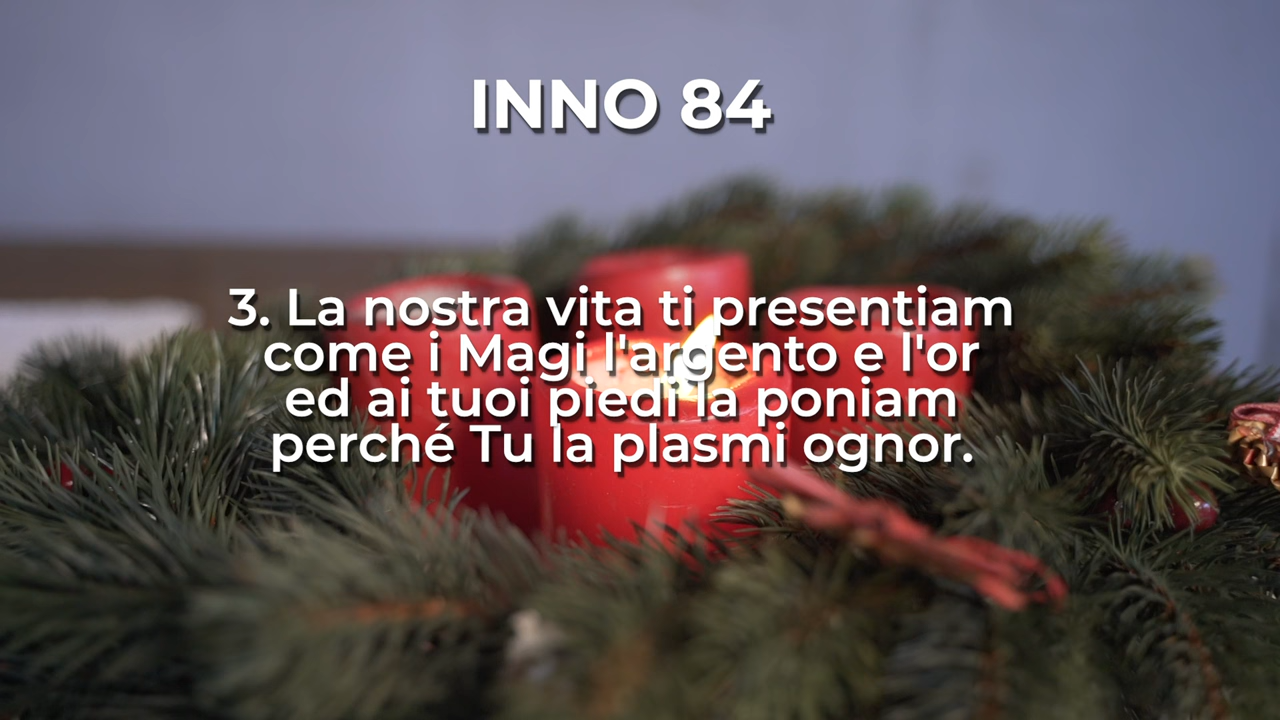 INNO 84
3. La nostra vita ti presentiam
come i Magi l'argento e l'or
ed ai tuoi piedi la poniam
perché Tu la plasmi ognor.